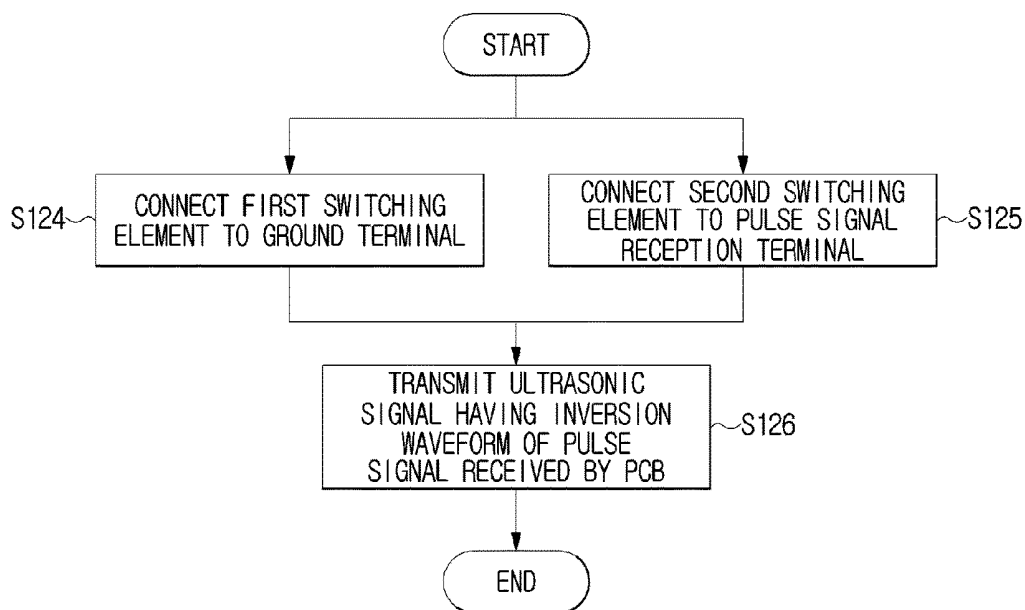 START
S124
CONNECT FIRST SWITCHING
ELEMENT TO GROUND TERMINAL
CONNECT SECOND SWITCHING
ELEMENT TO PULSE SIGNAL
RECEPTION TERMINAL
S125
TRANSMIT ULTRASONIC
SIGNAL HAVING INVERSION
WAVEFORM OF PULSE
SIGNAL RECEIVED BY PCB
S126
END